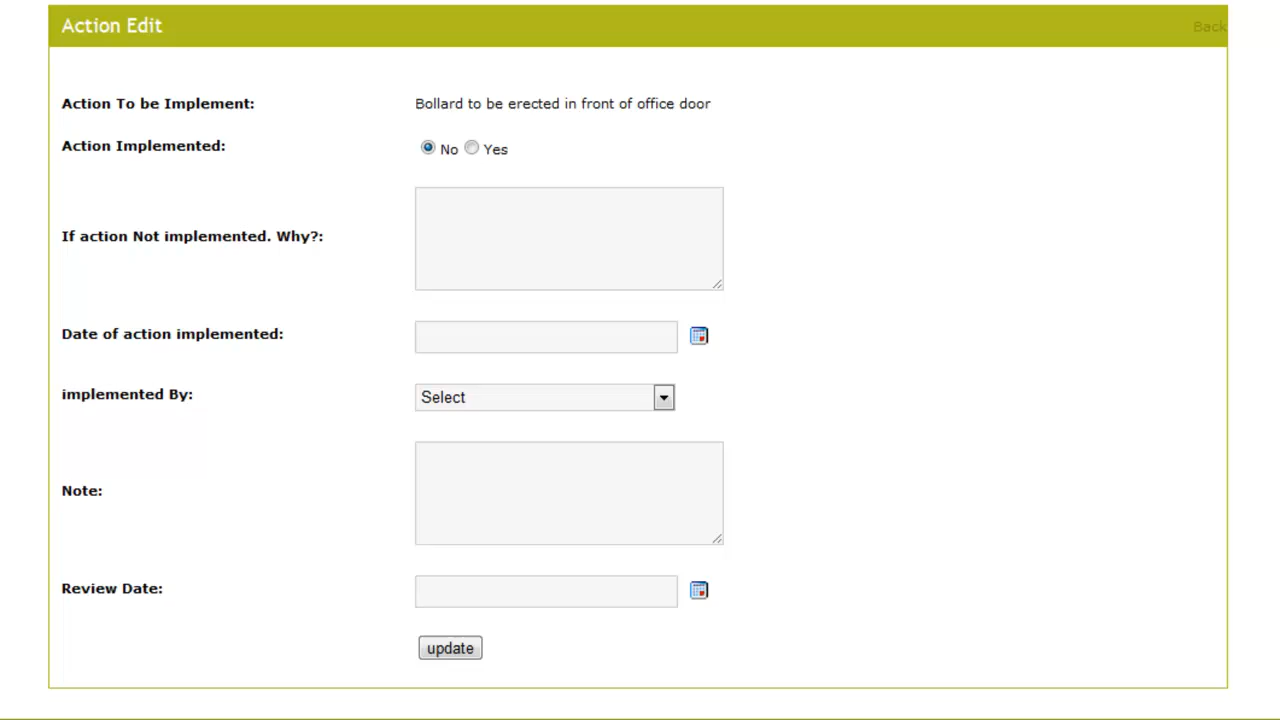 Action Edit Back
Action To be Implement: Bollard to be erected in front of office door
Action Implemented: No Yes
If action Not implemented. Why?:
Date of action implemented:
implemented By: Select
Note:
Review Date:
update